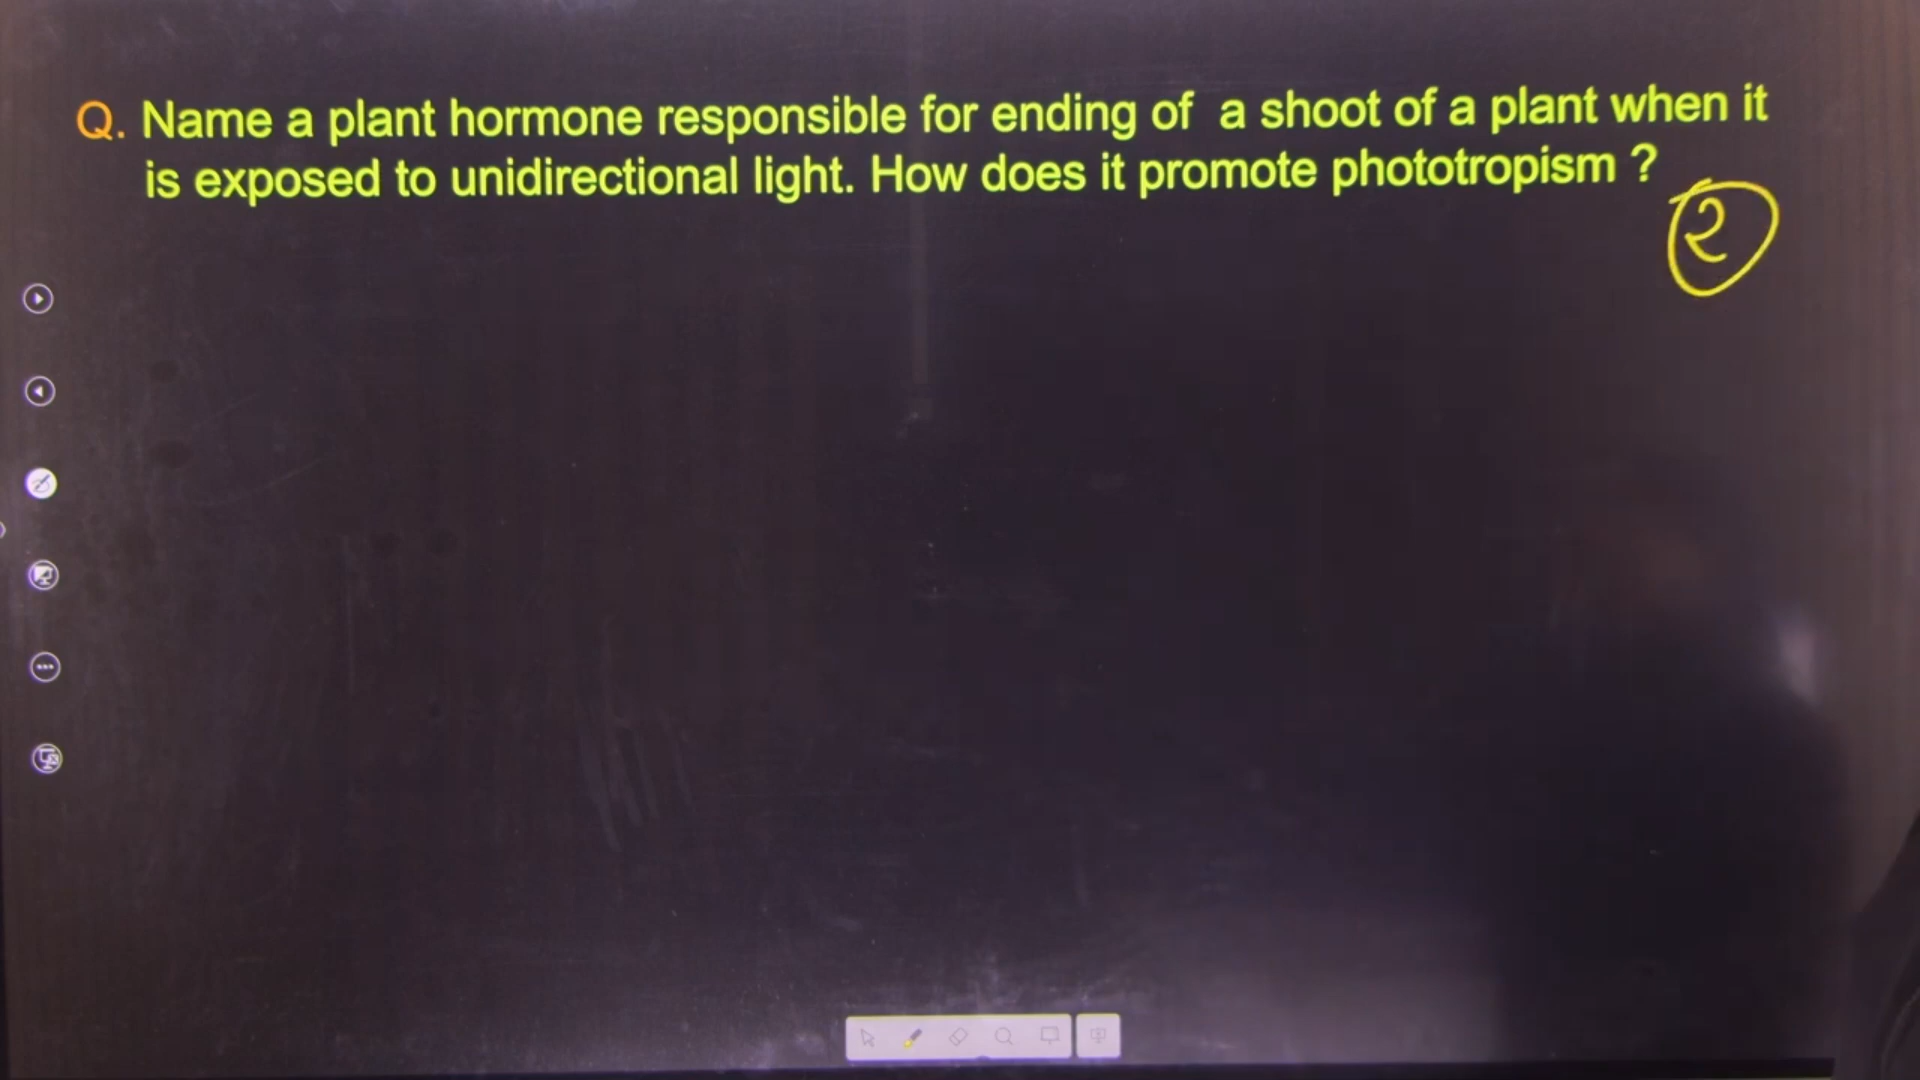 Q. Name a plant hormone responsible for ending of a shoot of a plant when it
is exposed to unidirectional light. How does it promote phototropism ?
2